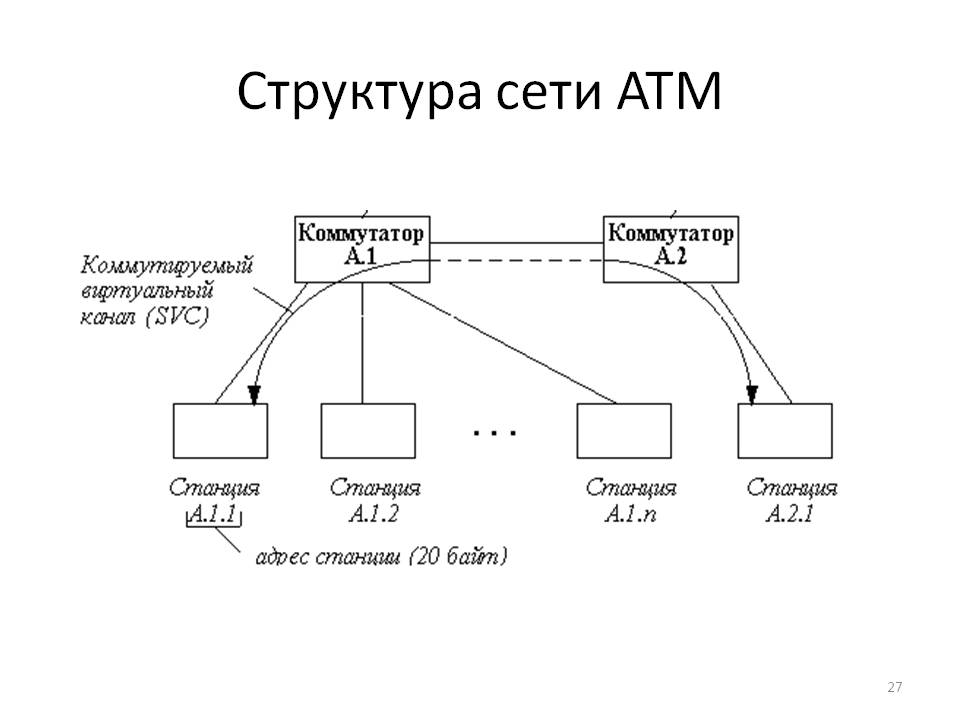 Структура сети ATM
Коммутатор
А.1
Коммутатор
А.2
Коммутируемый
виртуальный
канал (SVC)
. . .
Станция
А.1.1
Станция
А.1.2
Станция
А.1.n
Станция
А.2.1
адрес станции (20 байт)
27